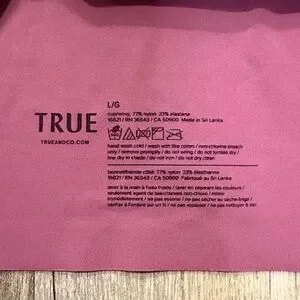 L/G
TRUE
TRUEANDCO.COM
cup/wing: 77% nylon 23% elastane
16821 / RN 36543 / CA 50900 Made in Sri Lanka
hand wash cold / wash with like colors / non-chlorine bleach
only / reshape promptly / do not wring / do not tumble dry /
line dry in shade / do not iron / do not dry clean
77% nylon 23% élasthanne
16821 / RN 36543 / CA 50900 Fabriqué au Sri Lanka
laver à la main à l'eau froide / laver en séparant les couleurs /
seulement agent de blanchiment non-chloré /
immédiatement / ne pas essorer / ne pas sécher au sèche-linge /
sécher à l'ombre sur un fil / ne pas repasser / ne pas nettoyer à sec